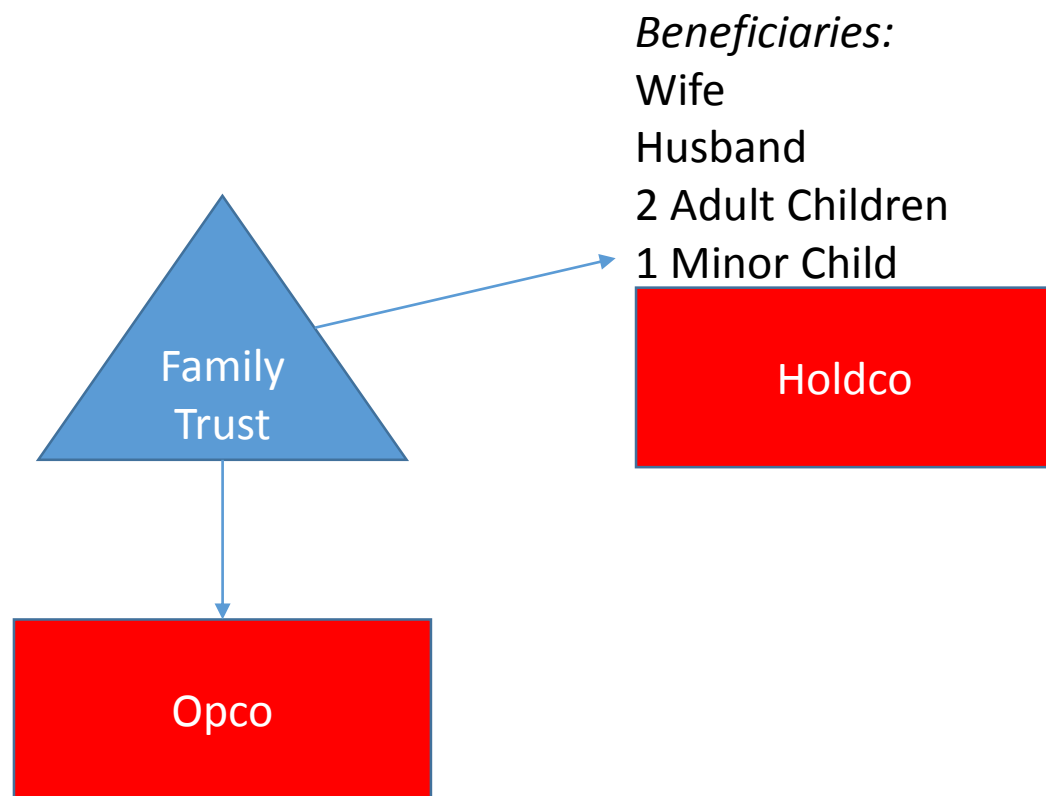 Beneficiaries:
Wife
Husband
2 Adult Children
1 Minor Child
Family
Trust
Holdco
Opco